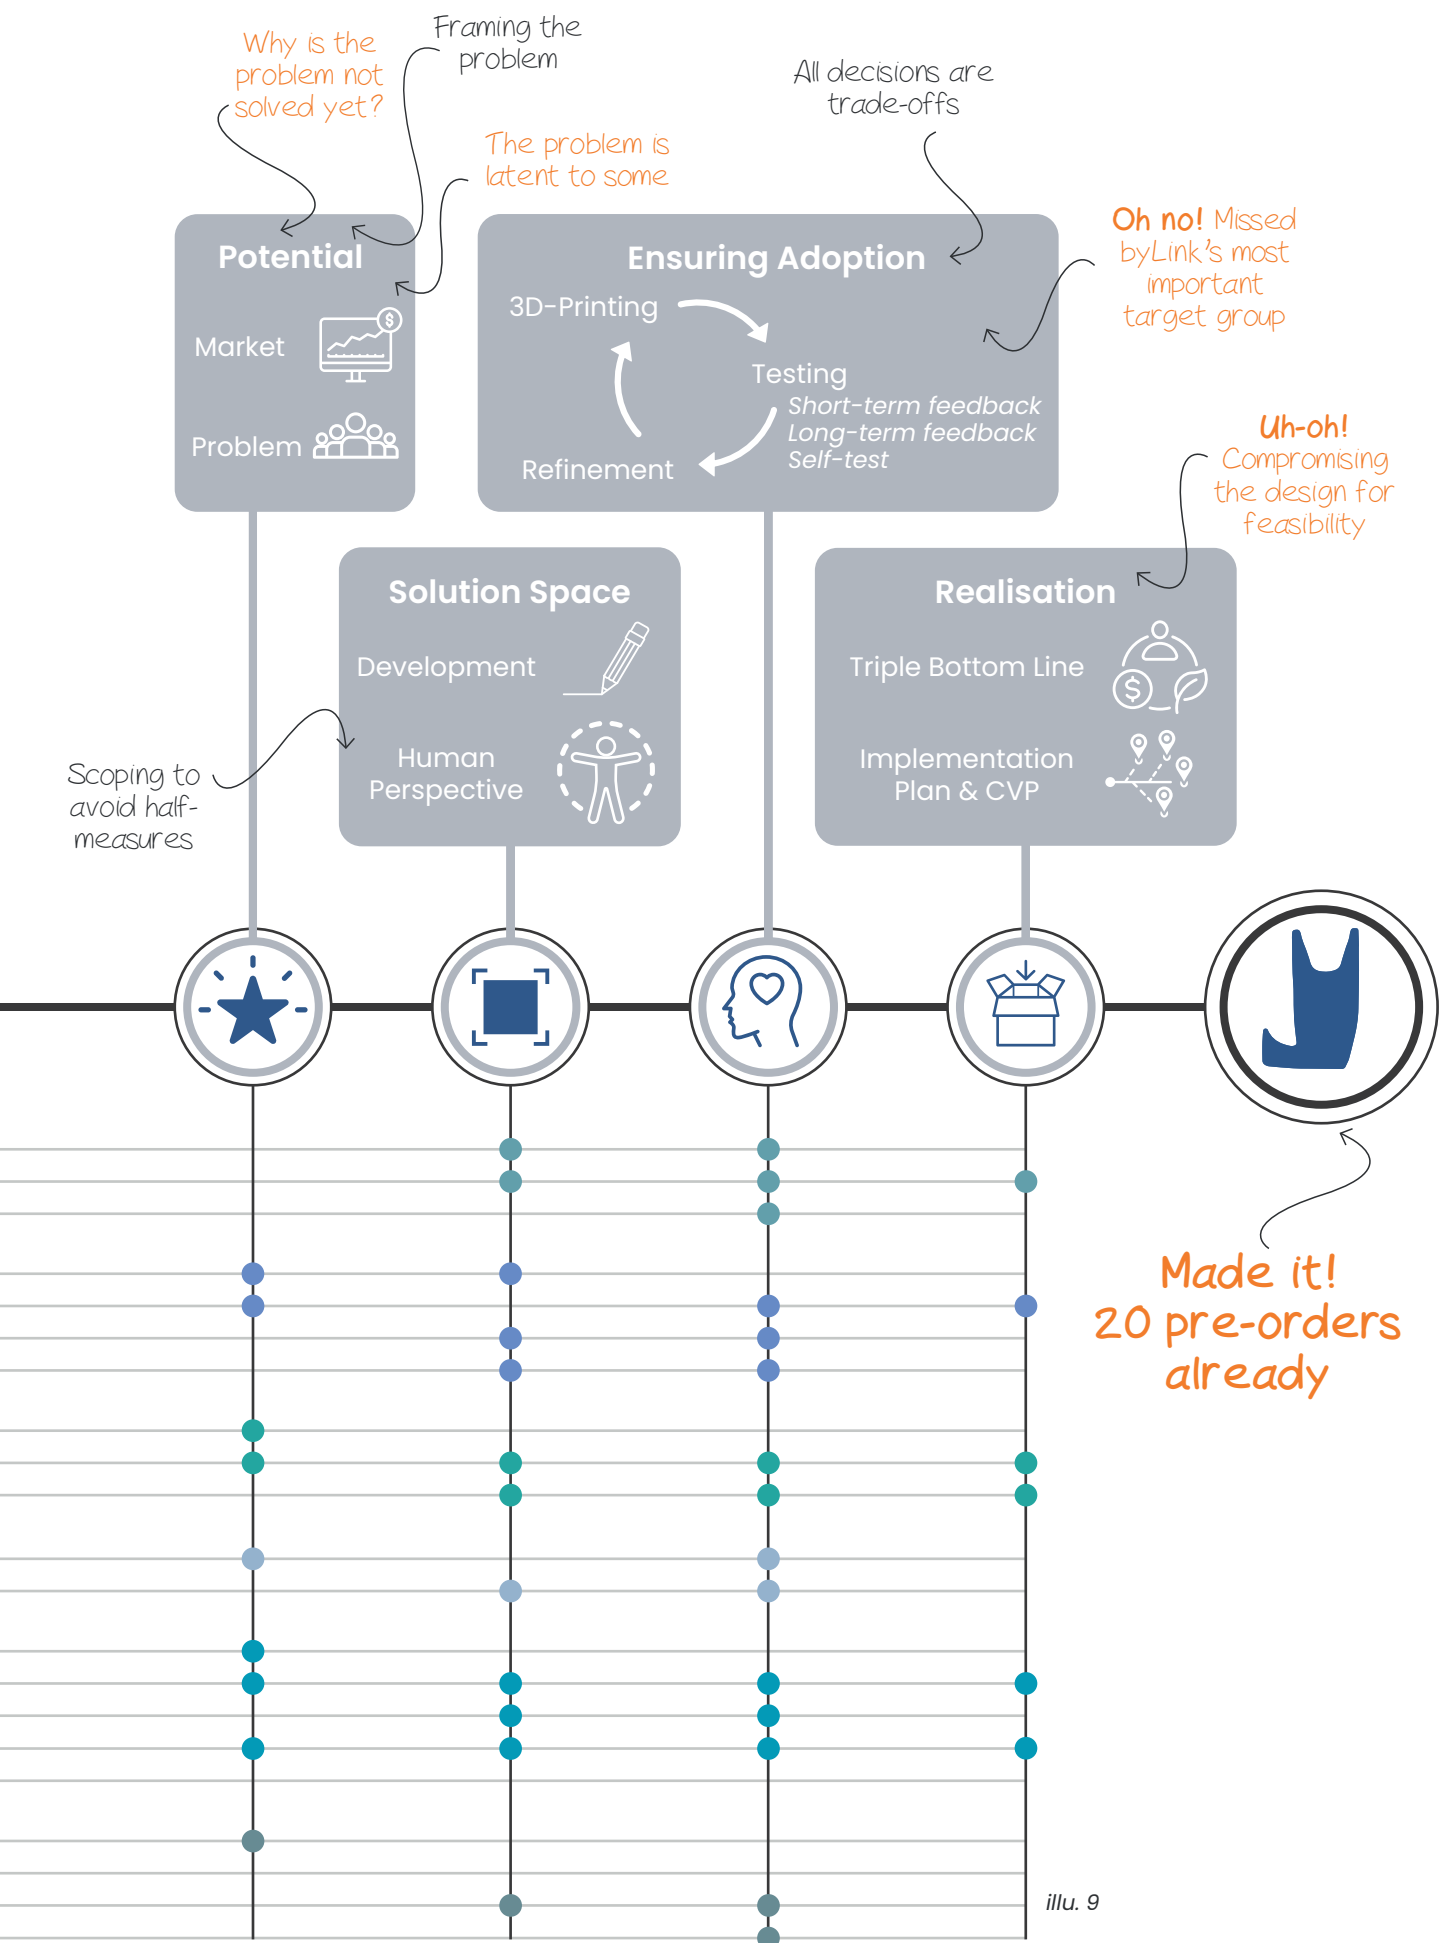 Why is the
problem not
solved yet?
Framing the
problem
The problem is
latent to some
All decisions are
trade-offs
Oh no! Missed
byLink's most
important
target group
Uh-oh!
Compromising
the design for
feasibility
Potential
Market
$
Problem
Ensuring Adoption
3D-Printing
Testing
Short-term feedback
Long-term feedback
Self-test
Refinement
Solution Space
Development
Human
Perspective
Scoping to
avoid half-
measures
Realisation
Triple Bottom Line
$
Implementation
Plan & CVP
Made it!
20 pre-orders
already
illu. 9